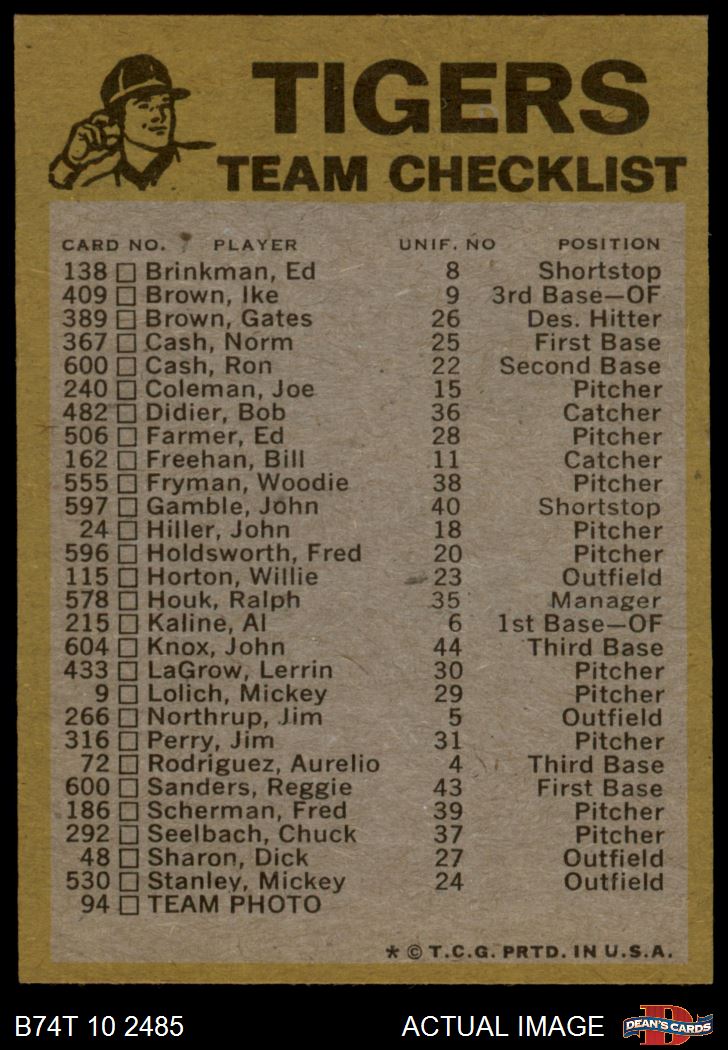 TIGERS
TEAM CHECKLIST
CARD NO. PLAYER UNIF. NO POSITION
138 Brinkman, Ed 8 Shortstop
409 Brown, Ike 9 3rd Base—OF
389 Brown, Gates 26 Des. Hitter
367 Cash, Norm 25 First Base
600 Cash, Ron 22 Second Base
240 Coleman, Joe 15 Pitcher
482 Didier, Bob 36 Catcher
506 Farmer, Ed 28 Pitcher
162 Freehan, Bill 11 Catcher
555 Fryman, Woodie 38 Pitcher
597 Gamble, John 40 Shortstop
24 Hiller, John 18 Pitcher
596 Holdsworth, Fred 20 Pitcher
115 Horton, Willie 23 Outfield
578 Houk, Ralph 35 Manager
215 Kaline, Al 6 1st Base—OF
604 Knox, John 44 Third Base
433 LaGrow, Lerrin 30 Pitcher
9 Lolich, Mickey 29 Pitcher
266 Northrup, Jim 5 Outfield
316 Perry, Jim 31 Pitcher
72 Rodriguez, Aurelio 4 Third Base
600 Sanders, Reggie 43 First Base
186 Scherman, Fred 39 Pitcher
292 Seelbach, Chuck 37 Pitcher
48 Sharon, Dick 27 Outfield
530 Stanley, Mickey 24 Outfield
94 TEAM PHOTO
* © T.C.G. PRTD. IN U.S.A.
B74T 10 2485 ACTUAL IMAGE D DEAN'S CARDS